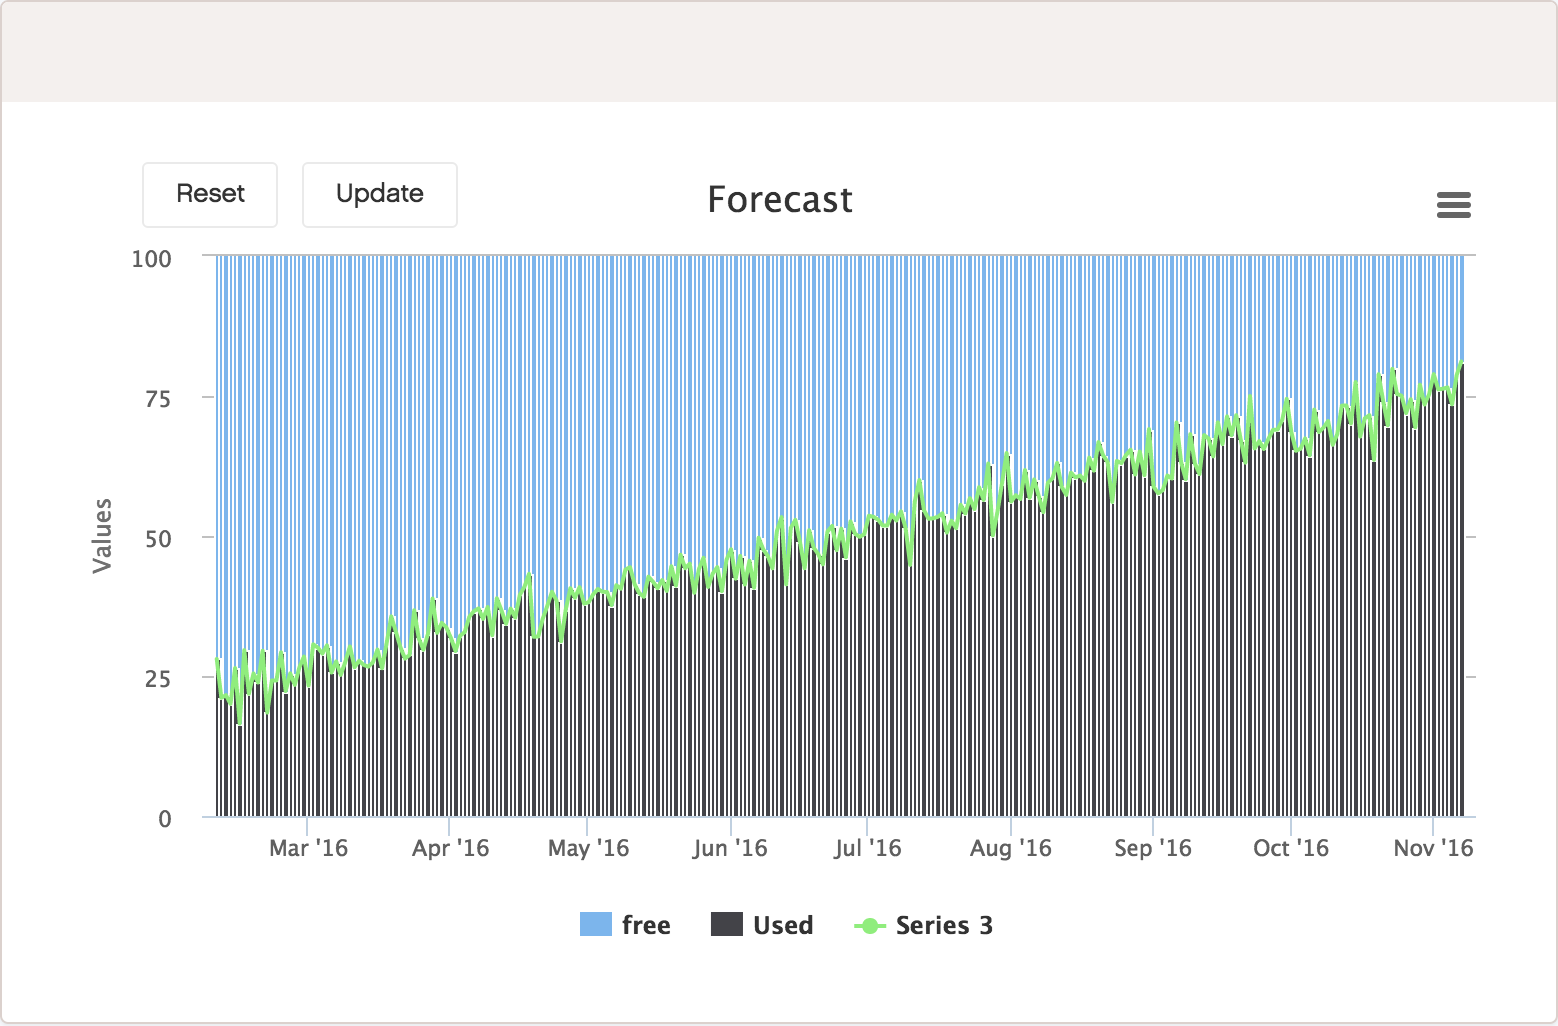 Reset Update Forecast
100
75
50
25
0
Values
Mar '16 Apr '16 May '16 Jun '16 Jul '16 Aug '16 Sep '16 Oct '16 Nov '16
free Used Series 3